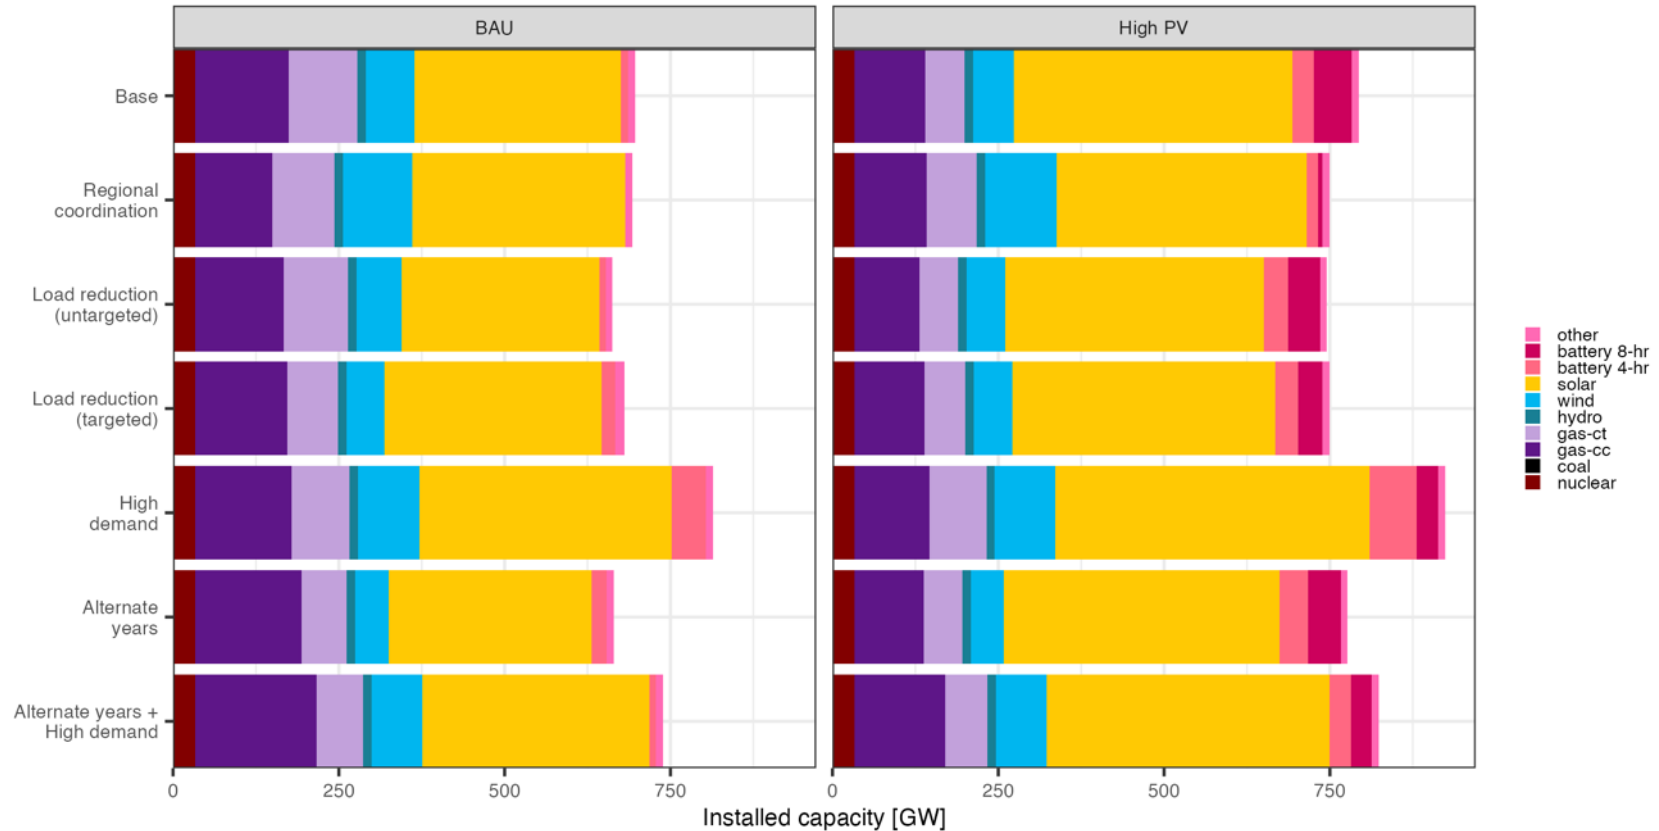 BAU
High PV
Base
Regional
coordination
Load reduction
(untargeted)
Load reduction
(targeted)
High
demand
Alternate
years
Alternate years +
High demand
0
250
500
750
0
250
500
750
Installed capacity [GW]
other
battery 8-hr
battery 4-hr
solar
wind
hydro
gas-ct
gas-cc
coal
nuclear